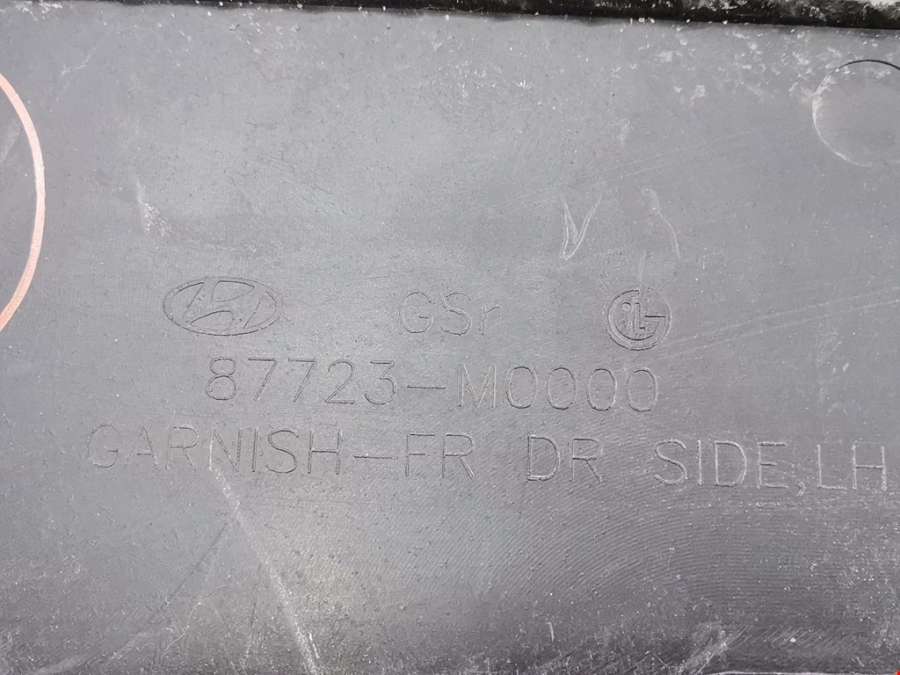 GSr
87723-M0000
GARNISH-FR DR SIDE,LH